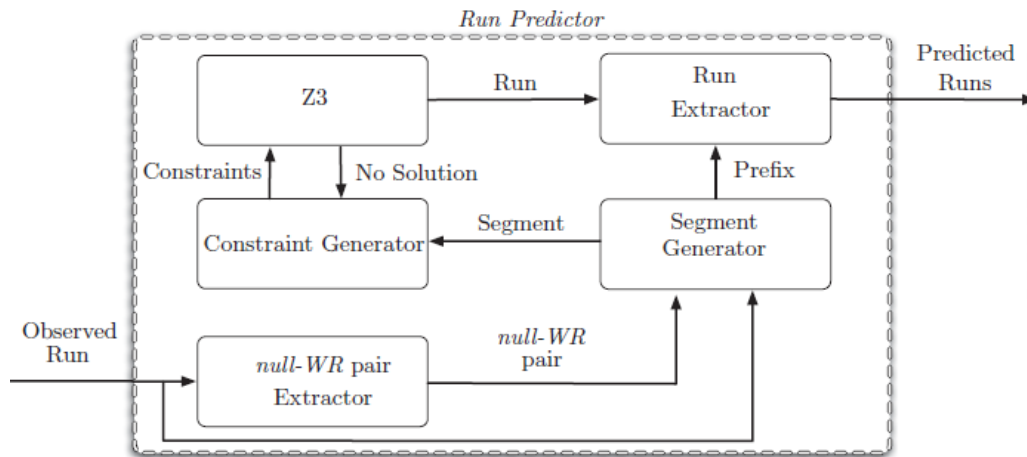 Run Predictor
Predicted
Runs
Z3
Run
Run
Extractor
Constraints
No Solution
Prefix
Constraint Generator
Segment
Segment
Generator
Observed
Run
null-WR pair
Extractor
null-WR
pair